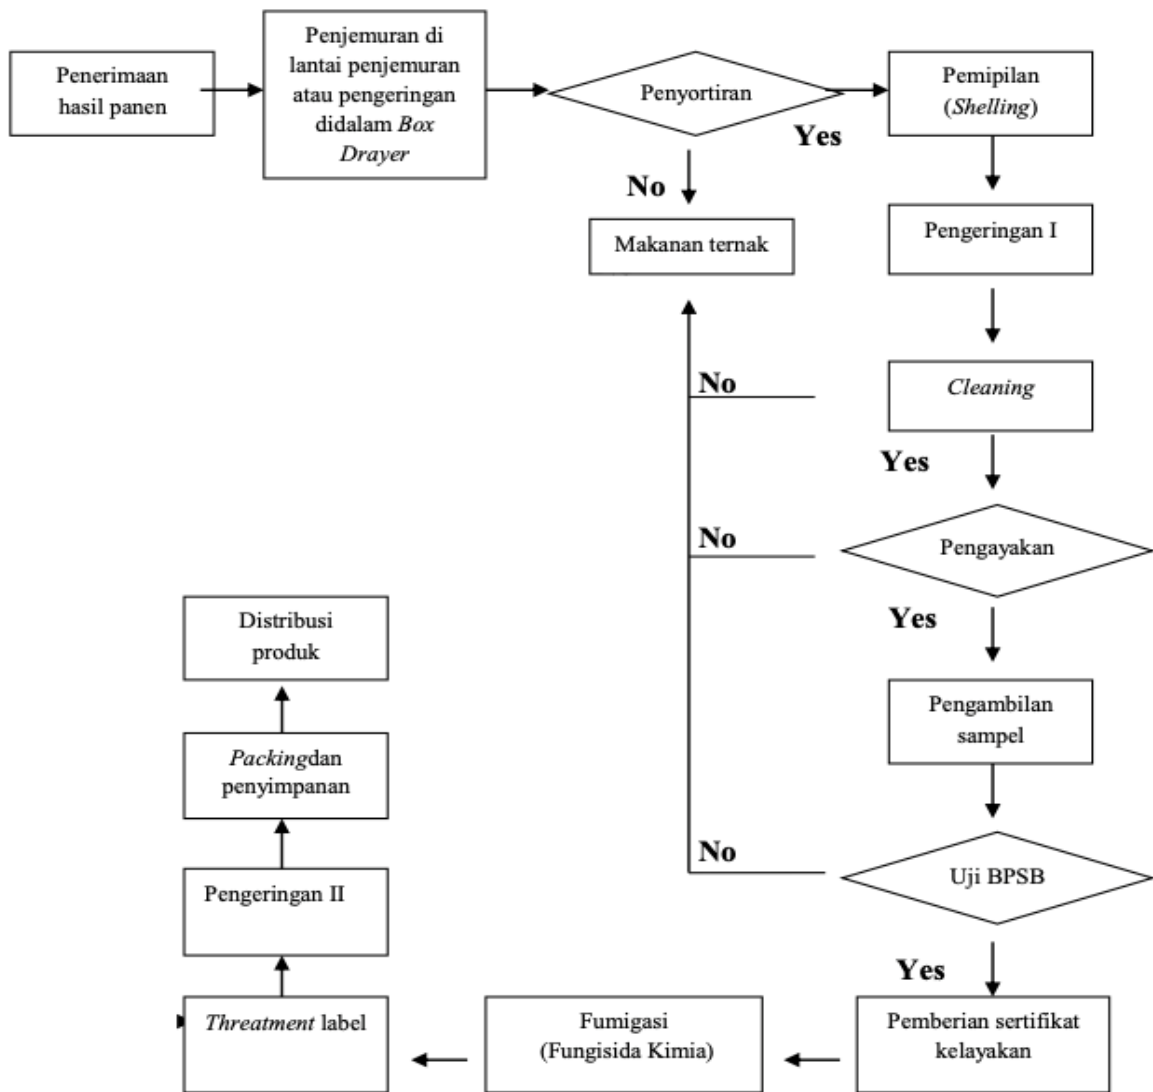 Penerimaan
hasil panen
Penjemuran di
lantai penjemuran
atau pengeringan
didalam Box
Drayer
Penyortiran
Yes
Pemipilan
(Shelling)
No
Makanan ternak
Pengeringan I
No
Cleaning
Yes
No
Pengayakan
Yes
Pengambilan
sampel
No
Uji BPSB
Yes
Pemberian sertifikat
kelayakan
Fumigasi
(Fungisida Kimia)
Threatment label
Pengeringan II
Packingdan
penyimpanan
Distribusi
produk